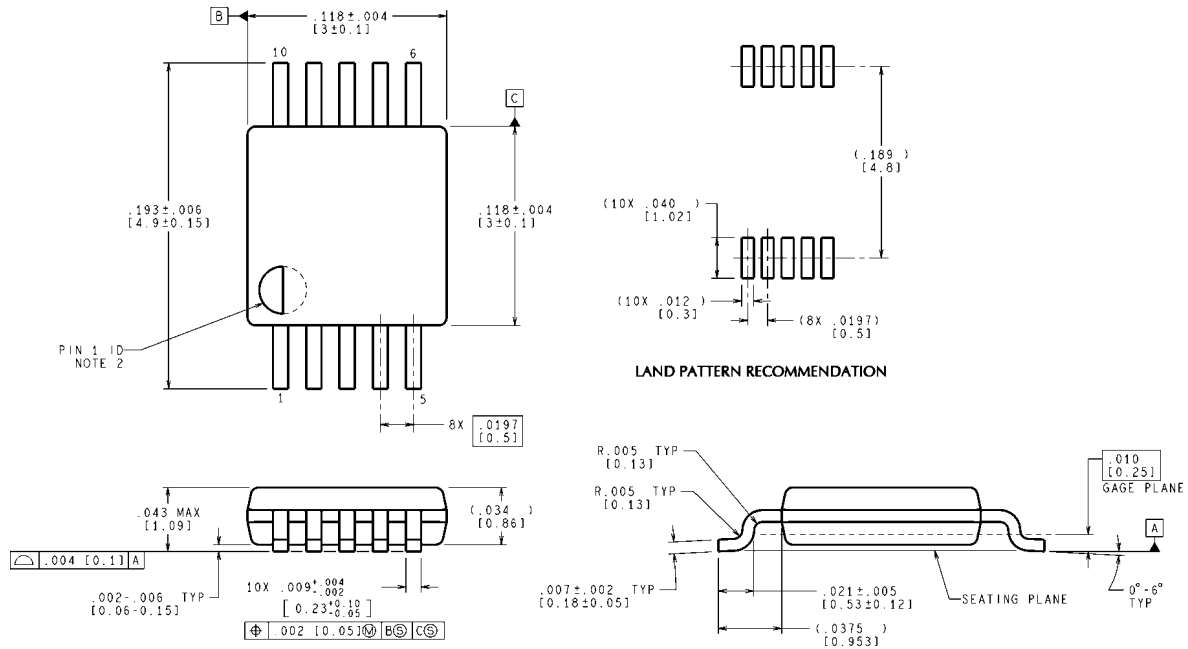 B
.118±.004
[3±0.1]
10
6
C
.193±.006
[4.9±0.15]
.118±.004
[3±0.1]
PIN 1 ID
NOTE 2
1
5
8X .0197
[0.5]
(.189 )
[4.8]
(10X .040 )
[1.02]
(10X .012 )
[0.3]
(8X .0197)
[0.5]
LAND PATTERN RECOMMENDATION
.043 MAX
[1.09]
(.034 )
[0.86]
⌓ .004 [0.1] A
.002-.006 TYP
[0.06-0.15]
10X .009+.004-.002
[ 0.23+0.10-0.05 ]
⌖ .002 [0.05]Ⓜ BⓈ CⓈ
R.005 TYP
[0.13]
R.005 TYP
[0.13]
.010
[0.25]
GAGE PLANE
A
.007±.002 TYP
[0.18±0.05]
.021±.005
[0.53±0.12]
(.0375 )
[0.953]
SEATING PLANE
0°-6°
TYP